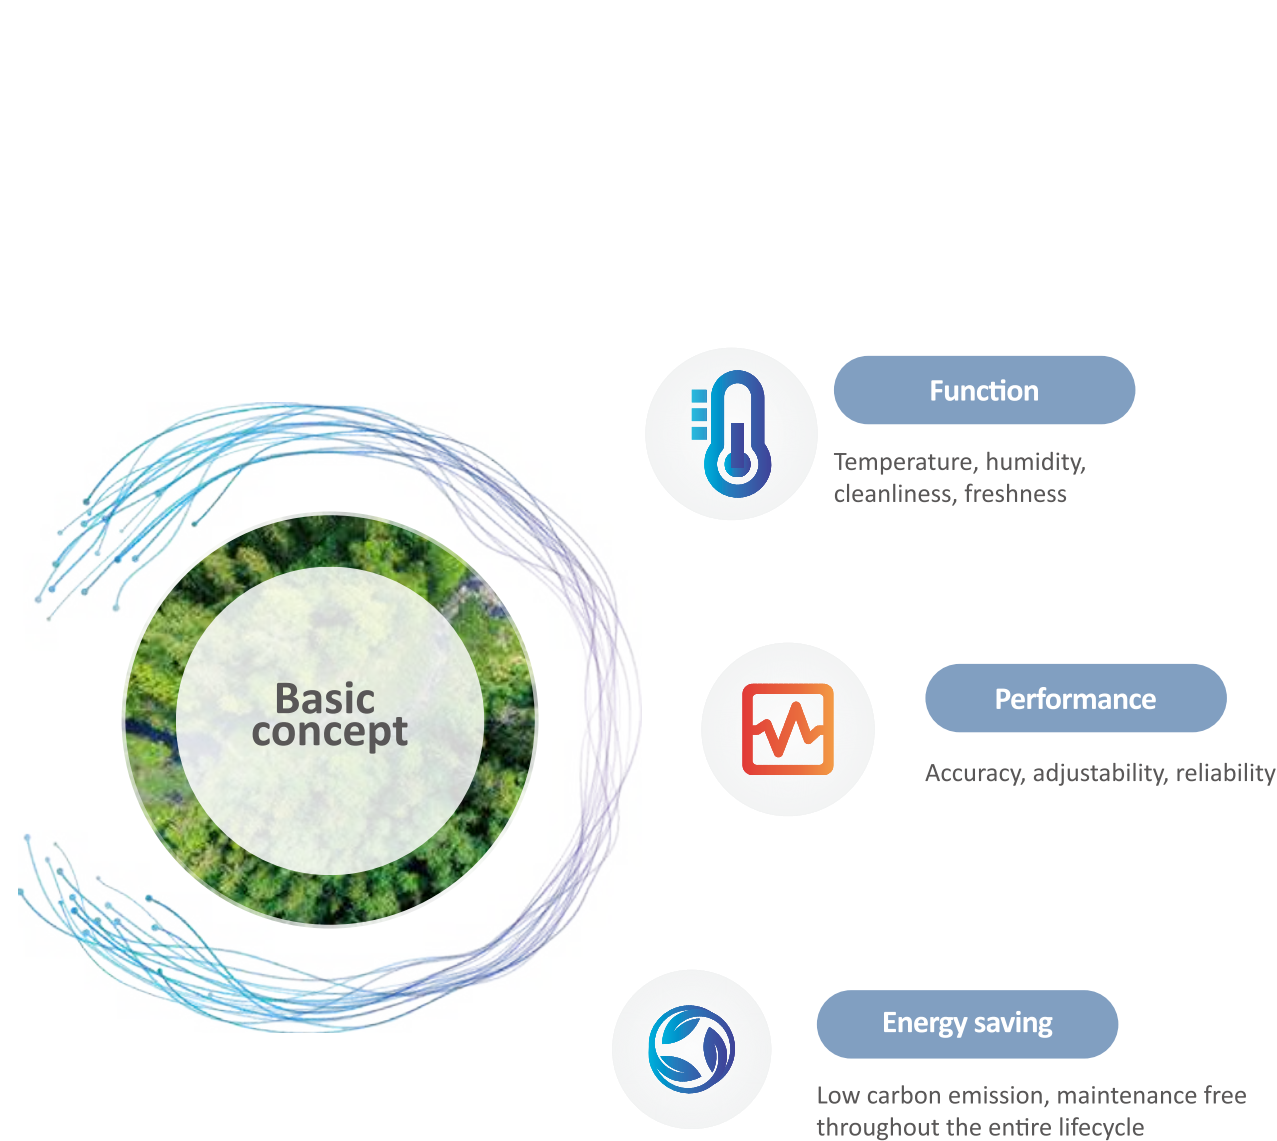 Basic
concept
Function
Temperature, humidity,
cleanliness, freshness
Performance
Accuracy, adjustability, reliability
Energy saving
Low carbon emission, maintenance free
throughout the entire lifecycle